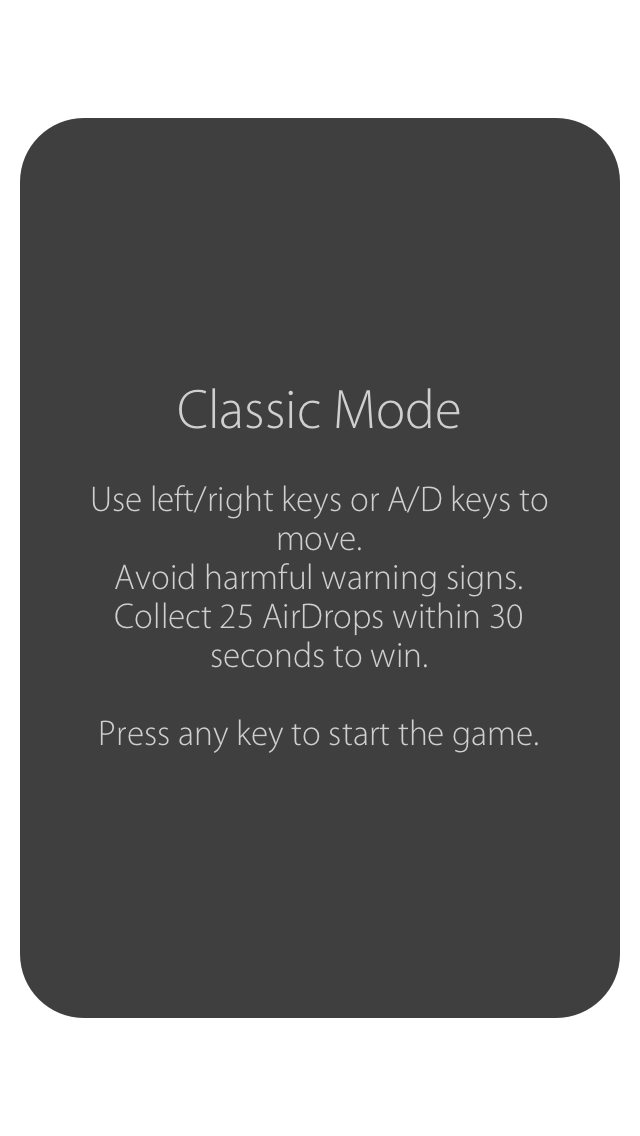 Classic Mode
Use left/right keys or A/D keys to
move.
Avoid harmful warning signs.
Collect 25 AirDrops within 30
seconds to win.
Press any key to start the game.